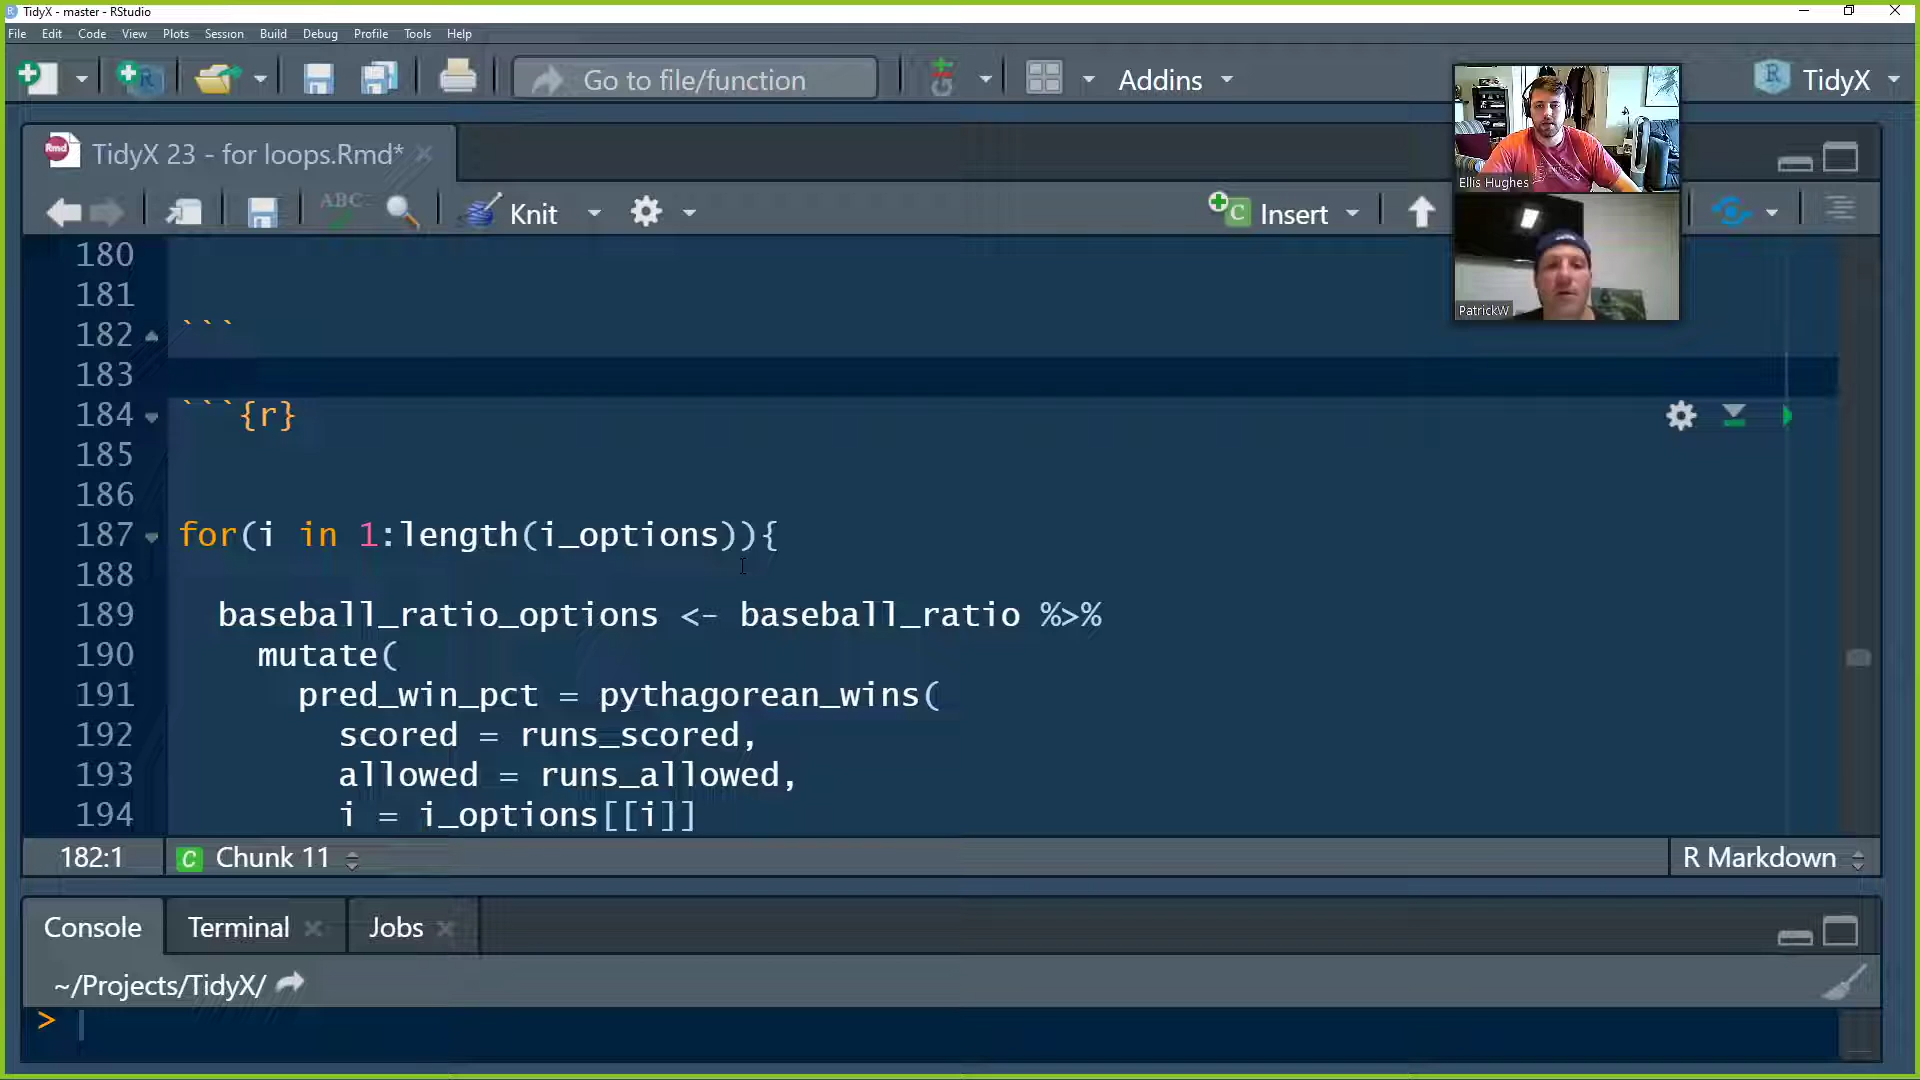 TidyX - master - RStudio
File Edit Code View Plots Session Build Debug Profile Tools Help
Go to file/function
Addins
TidyX
TidyX 23 - for loops.Rmd*
ABC
Knit
Insert
Ellis Hughes
PatrickW
180
181
182 ```
183
184 ```{r}
185
186
187 for(i in 1:length(i_options)){
188
189 baseball_ratio_options <- baseball_ratio %>%
190 mutate(
191 pred_win_pct = pythagorean_wins(
192 scored = runs_scored,
193 allowed = runs_allowed,
194 i = i_options[[i]]
182:1
C Chunk 11
R Markdown
Console Terminal Jobs
~/Projects/TidyX/
>